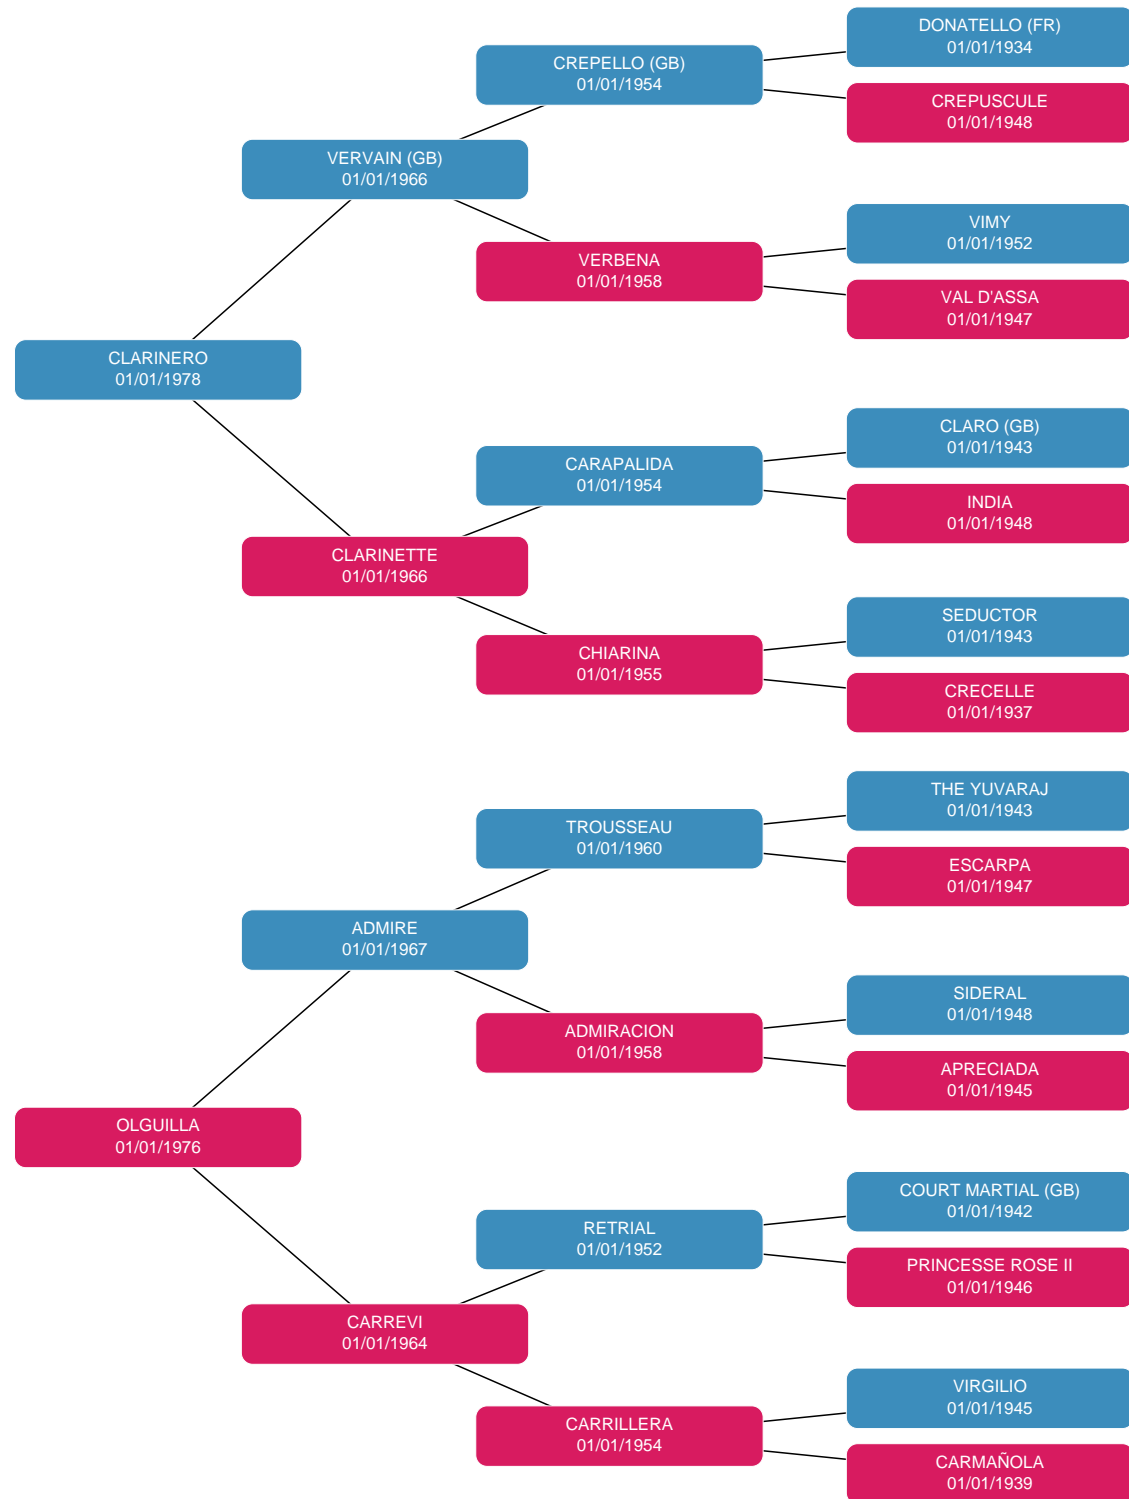 DONATELLO (FR)
01/01/1934
CREPELLO (GB)
01/01/1954
CREPUSCULE
01/01/1948
VERVAIN (GB)
01/01/1966
VIMY
01/01/1952
VERBENA
01/01/1958
VAL D'ASSA
01/01/1947
CLARINERO
01/01/1978
CLARO (GB)
01/01/1943
CARAPALIDA
01/01/1954
INDIA
01/01/1948
CLARINETTE
01/01/1966
SEDUCTOR
01/01/1943
CHIARINA
01/01/1955
CRECELLE
01/01/1937
THE YUVARAJ
01/01/1943
TROUSSEAU
01/01/1960
ESCARPA
01/01/1947
ADMIRE
01/01/1967
SIDERAL
01/01/1948
ADMIRACION
01/01/1958
APRECIADA
01/01/1945
OLGUILLA
01/01/1976
COURT MARTIAL (GB)
01/01/1942
RETRIAL
01/01/1952
PRINCESSE ROSE II
01/01/1946
CARREVI
01/01/1964
VIRGILIO
01/01/1945
CARRILLERA
01/01/1954
CARMAÑOLA
01/01/1939